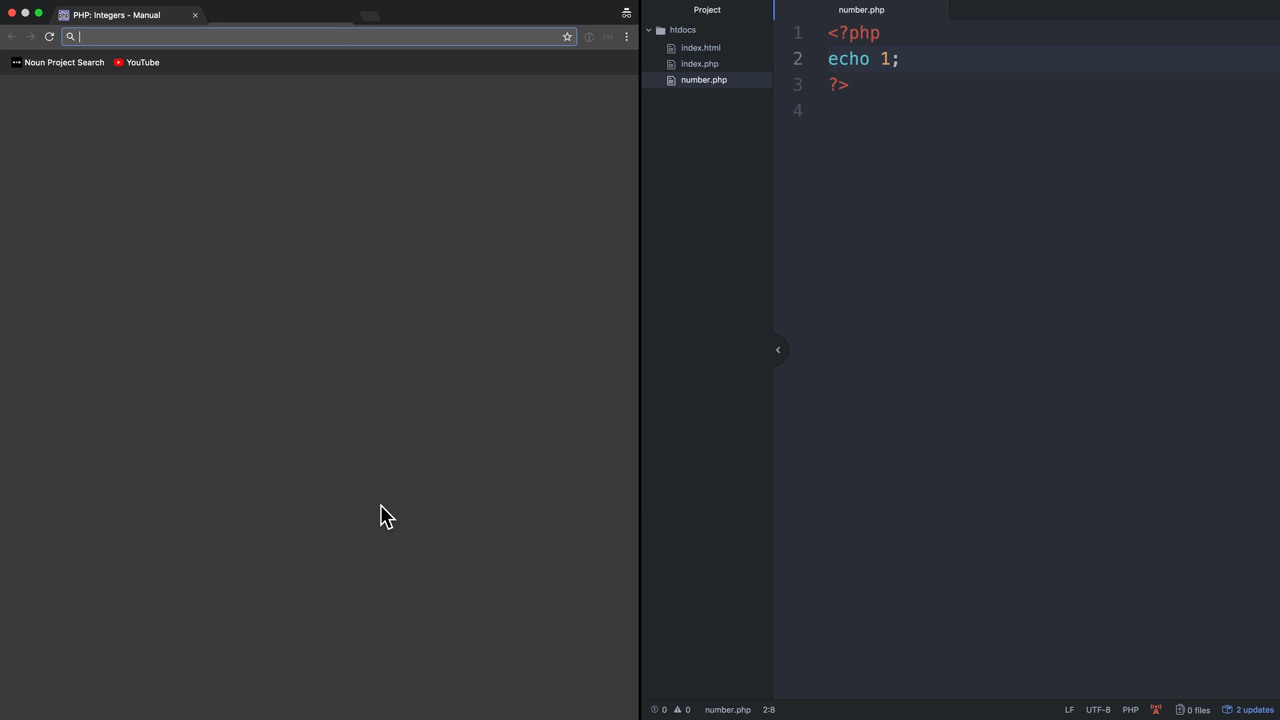 PHP: Integers - Manual
Noun Project Search
YouTube
Project
htdocs
index.html
index.php
number.php
number.php
1 <?php
2 echo 1;
3 ?>
4
0 0 number.php 2:8
LF UTF-8 PHP 0 files 2 updates